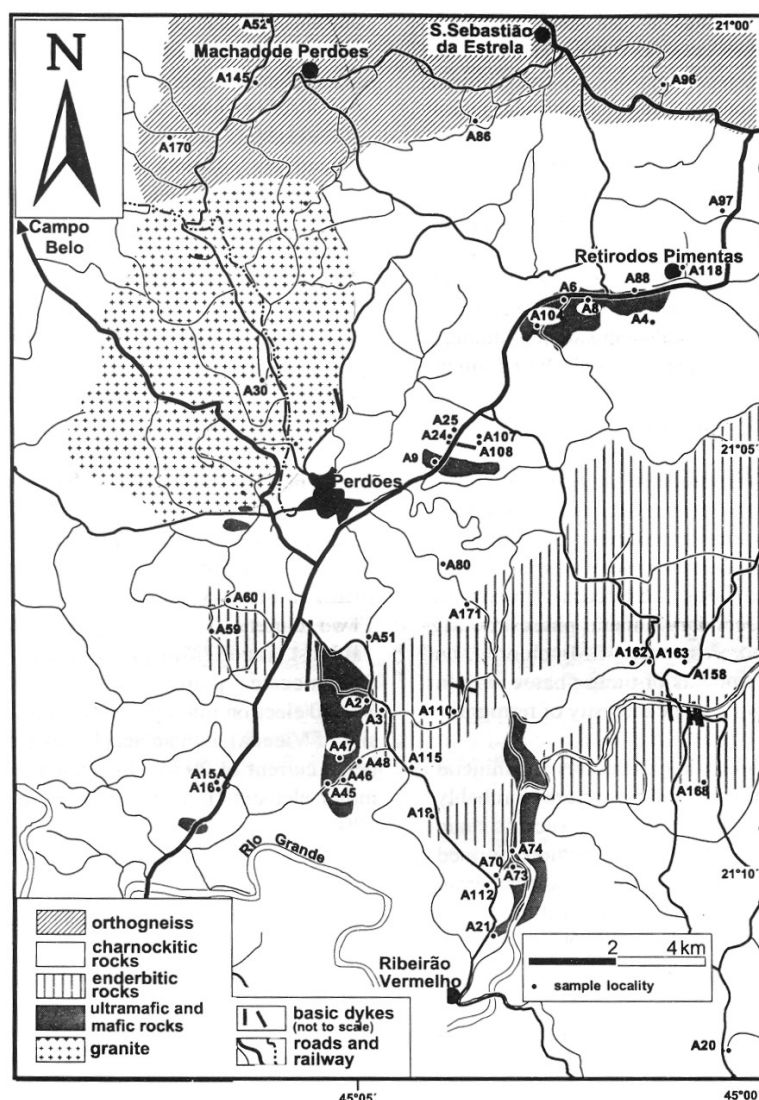 A52
S.Sebastião
da Estrela
21°00´
N
Machadode Perdões
A145
A96
A86
A170
A97
Campo
Belo
Retirodos Pimentas
A118
A88
A6
A8
A104
A4
A30
A25
A24
A107
A108
A9
21°05´
Perdões
A80
A60
A171
A59
A51
A162
A163
A158
A2
A3
A110
A47
A48
A115
A15A
A16
A46
A45
A168
A19
Rio Grande
A74
A70
A73
21°10´
A112
A21
orthogneiss
charnockitic
rocks
enderbitic
rocks
ultramafic and
mafic rocks
granite
basic dykes
(not to scale)
roads and
railway
Ribeirão
Vermelho
2 4km
sample locality
A20
45°05´
45°00´